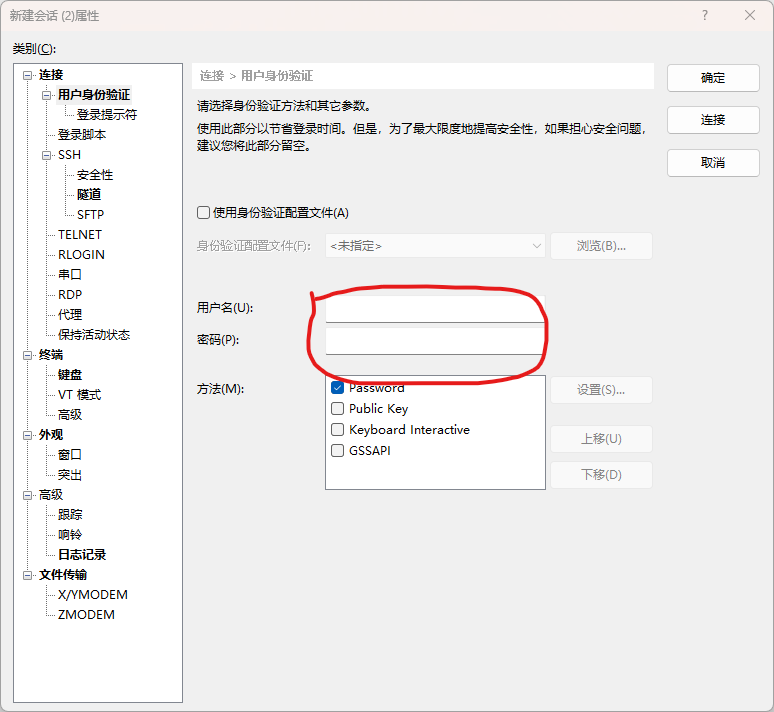 新建会话 (2)属性
类别(C):
连接
用户身份验证
登录提示符
登录脚本
SSH
安全性
隧道
SFTP
TELNET
RLOGIN
串口
RDP
代理
保持活动状态
终端
键盘
VT 模式
高级
外观
窗口
突出
高级
跟踪
响铃
日志记录
文件传输
X/YMODEM
ZMODEM
连接 > 用户身份验证
请选择身份验证方法和其它参数。
使用此部分以节省登录时间。但是，为了最大限度地提高安全性，如果担心安全问题，
建议您将此部分留空。
使用身份验证配置文件(A)
身份验证配置文件(F):
<未指定>
浏览(B)...
用户名(U):
密码(P):
方法(M):
Password
Public Key
Keyboard Interactive
GSSAPI
设置(S)...
上移(U)
下移(D)
确定
连接
取消